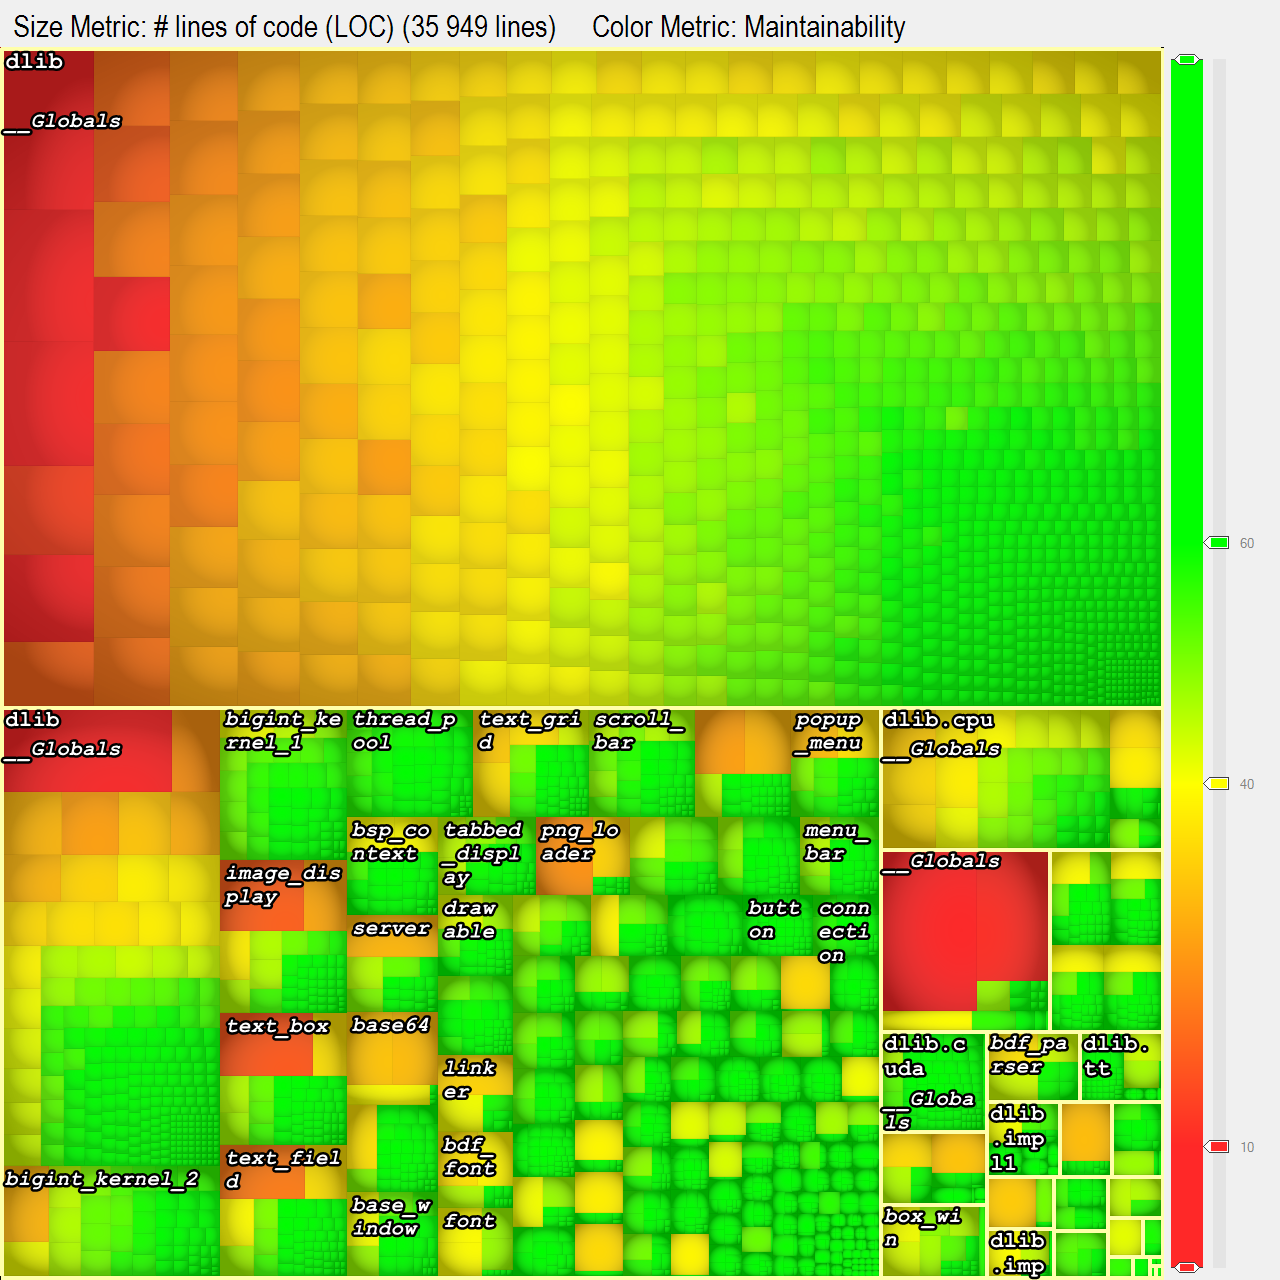 Size Metric: # lines of code (LOC) (35 949 lines) Color Metric: Maintainability
dlib
__Globals
60
40
10
dlib
__Globals
bigint_ke
rnel_1
thread_p
ool
text_gri
d
scroll_
bar
popup
_menu
dlib.cpu
__Globals
bsp_co
ntext
tabbed
_displ
ay
png_lo
ader
menu_
bar
__Globals
image_dis
play
server
draw
able
butt
on
conn
ecti
on
text_box
base64
link
er
dlib.c
uda
__Globa
ls
bdf_pa
rser
dlib.
tt
dlib
.imp
l1
text_fiel
d
bdf_
font
bigint_kernel_2
base_w
indow
font
box_wi
n
dlib
.imp